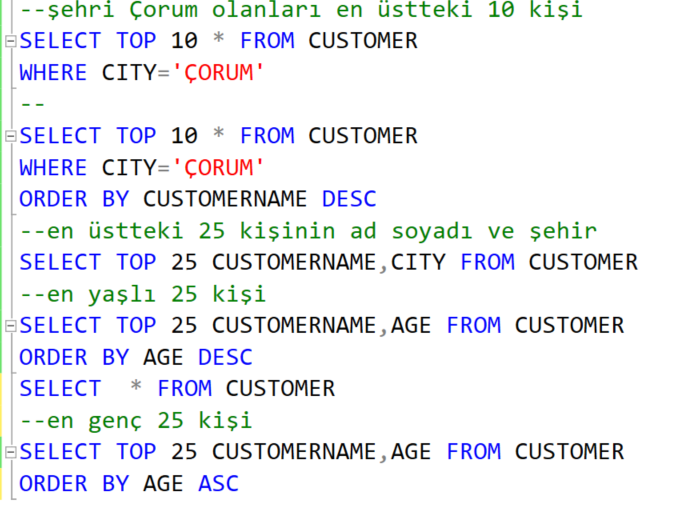 --şehri Çorum olanları en üstteki 10 kişi
SELECT TOP 10 * FROM CUSTOMER
WHERE CITY='ÇORUM'
--
SELECT TOP 10 * FROM CUSTOMER
WHERE CITY='ÇORUM'
ORDER BY CUSTOMERNAME DESC
--en üstteki 25 kişinin ad soyadı ve şehir
SELECT TOP 25 CUSTOMERNAME,CITY FROM CUSTOMER
--en yaşlı 25 kişi
SELECT TOP 25 CUSTOMERNAME,AGE FROM CUSTOMER
ORDER BY AGE DESC
SELECT  * FROM CUSTOMER
--en genç 25 kişi
SELECT TOP 25 CUSTOMERNAME,AGE FROM CUSTOMER
ORDER BY AGE ASC